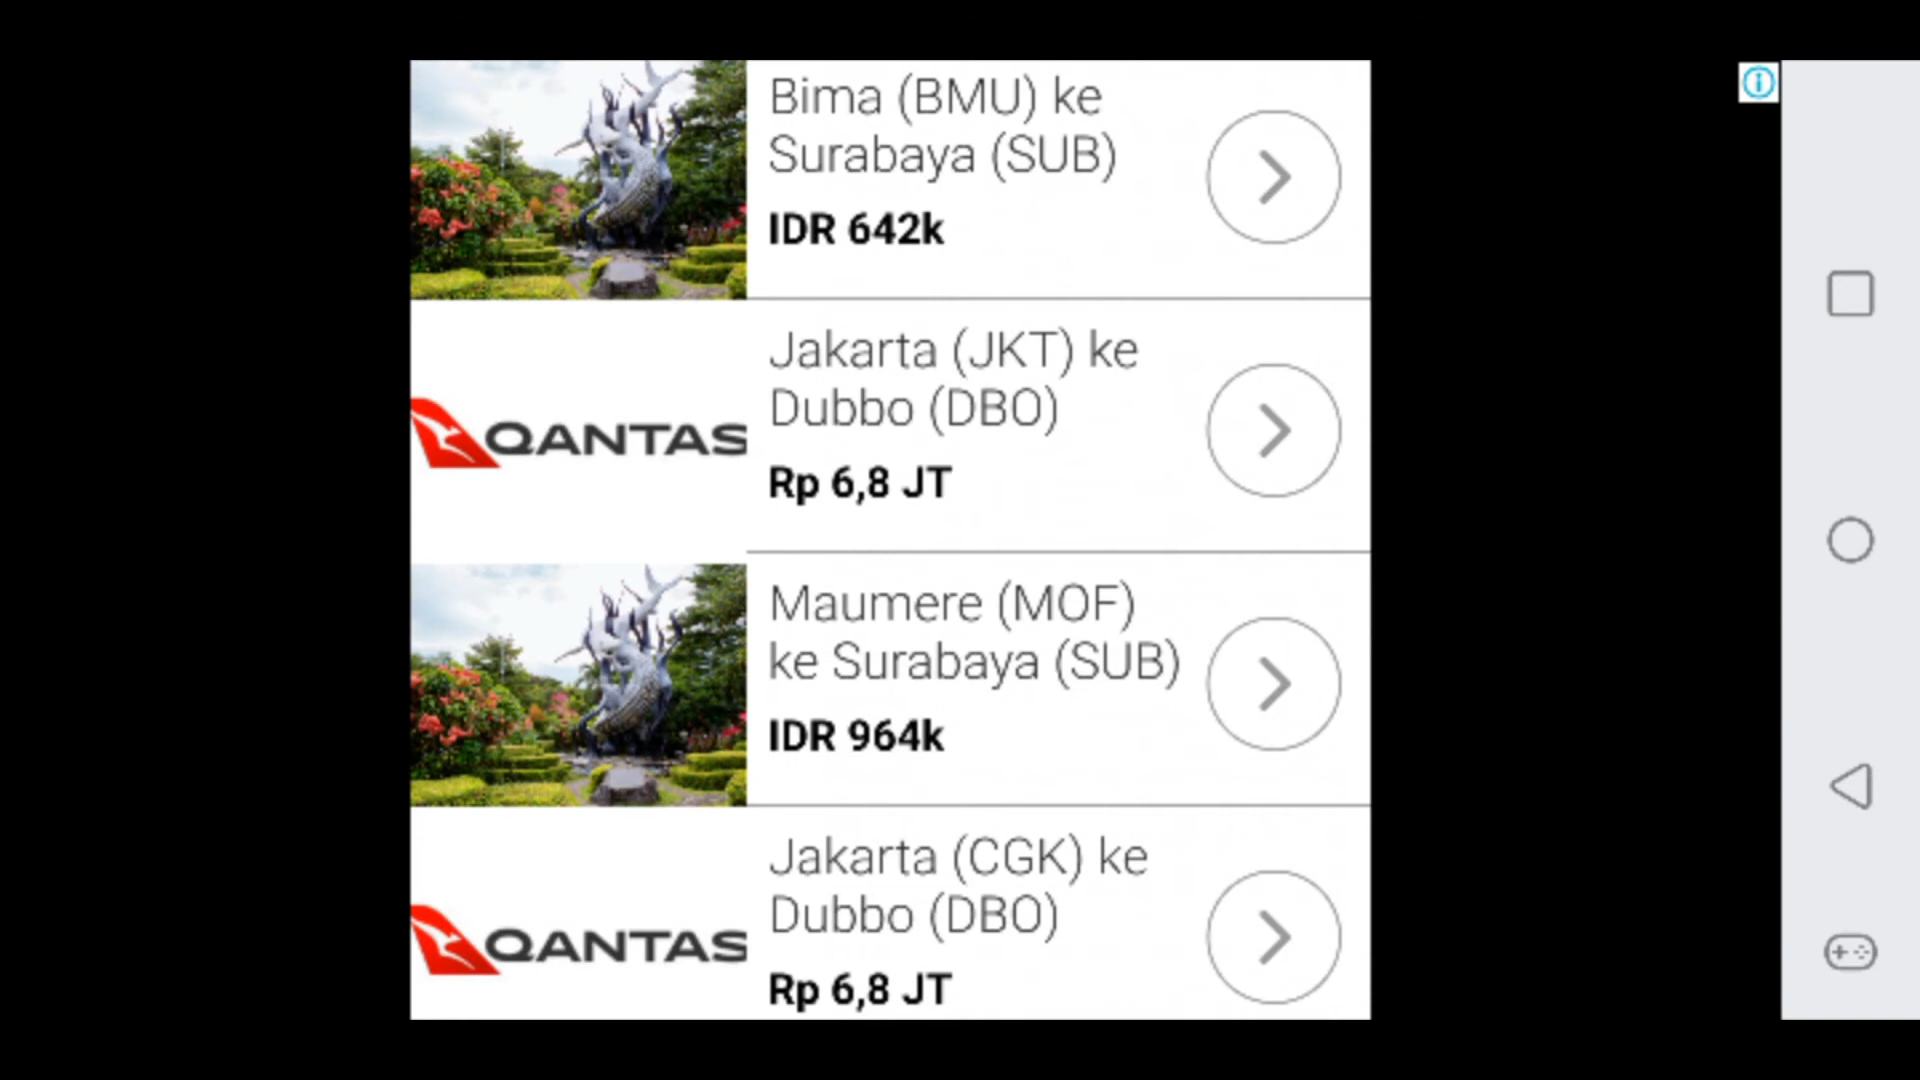 Bima (BMU) ke
Surabaya (SUB)
IDR 642k
QANTAS
Jakarta (JKT) ke
Dubbo (DBO)
Rp 6,8 JT
Maumere (MOF)
ke Surabaya (SUB)
IDR 964k
QANTAS
Jakarta (CGK) ke
Dubbo (DBO)
Rp 6,8 JT